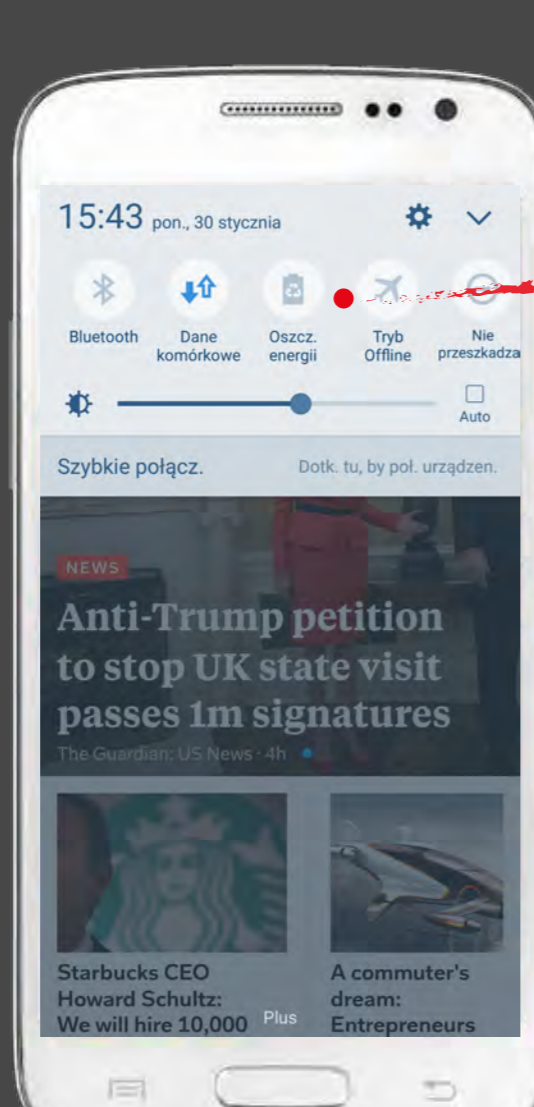 15:43 pon., 30 stycznia
Bluetooth
Dane
komórkowe
Oszcz.
energii
Tryb
Offline
Nie
przeszkadza
Auto
Szybkie połącz.
Dotk. tu, by poł. urządzen.
NEWS
Anti-Trump petition
to stop UK state visit
passes 1m signatures
The Guardian: US News · 4h
Starbucks CEO
Howard Schultz:
We will hire 10,000
A commuter's
dream:
Entrepreneurs
Plus